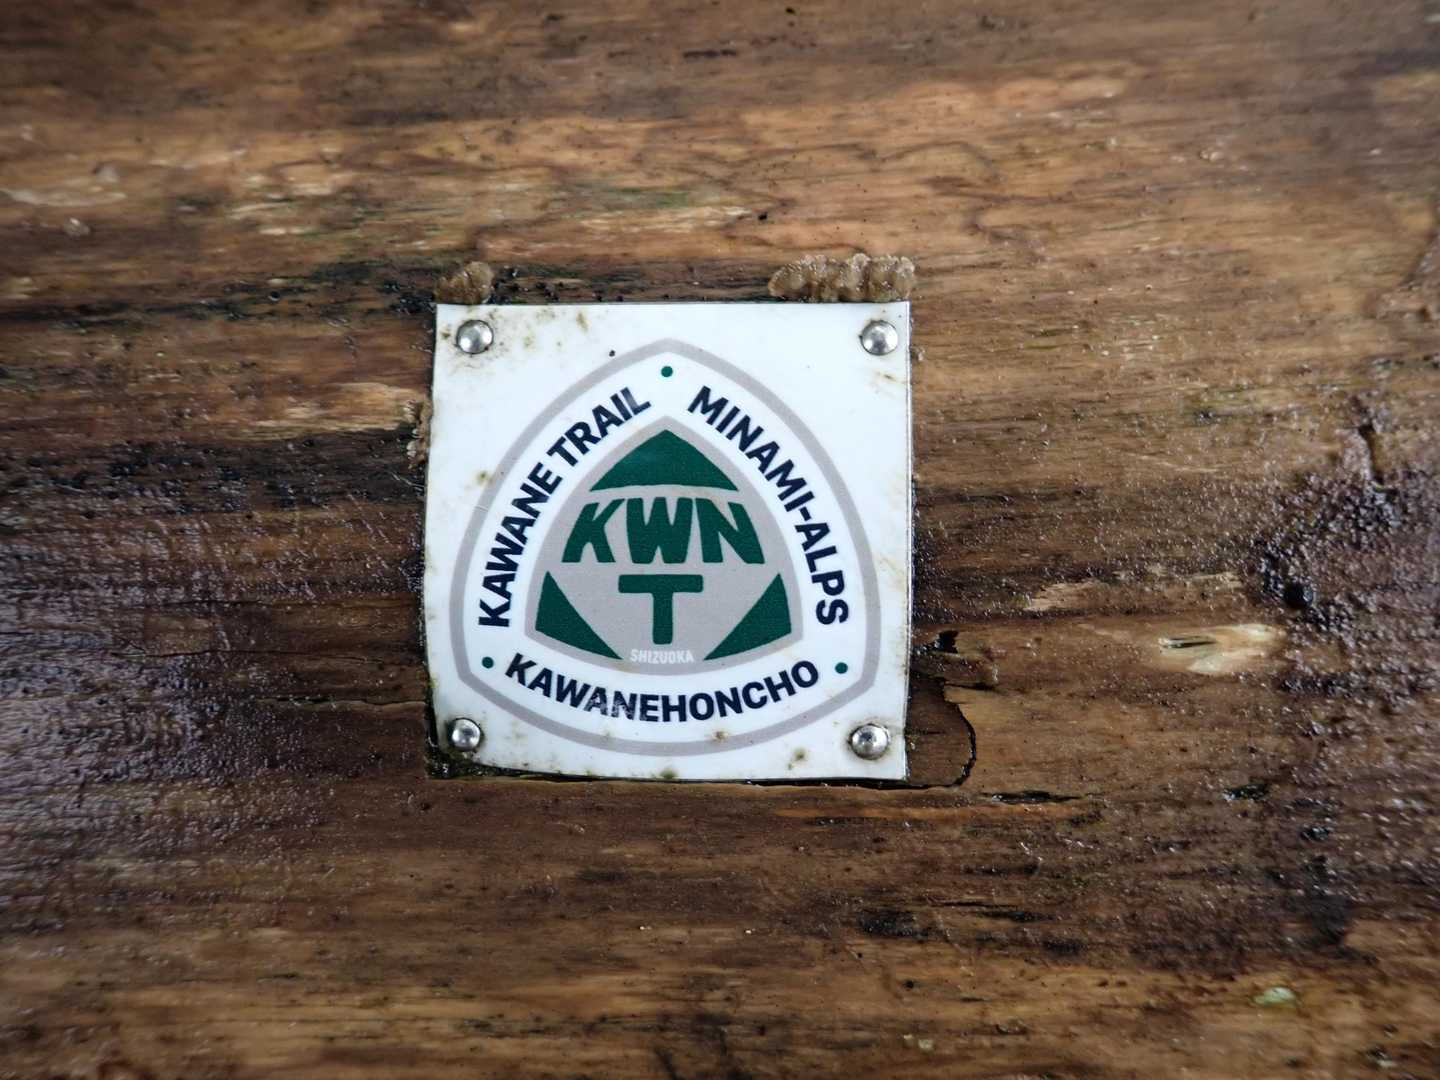 KAWANE TRAIL
MINAMI-ALPS
KWN
T
SHIZUOKA
KAWANEHONCHO